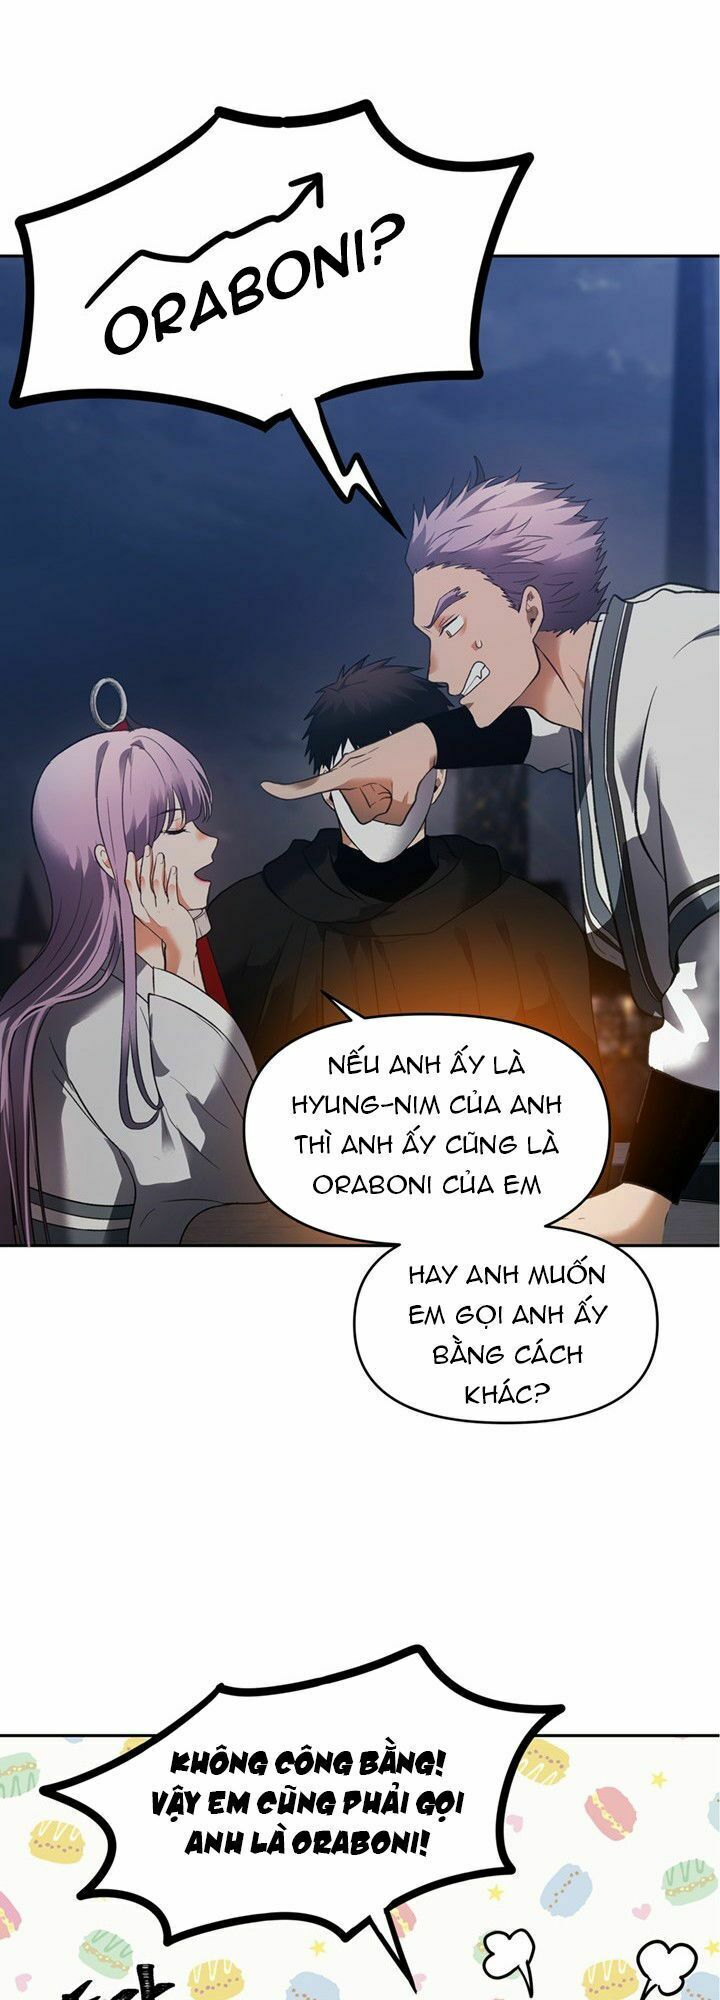 ORABONI?
NẾU ANH ẤY LÀ
HYUNG-NIM CỦA ANH
THÌ ANH ẤY CŨNG LÀ
ORABONI CỦA EM
HAY ANH MUỐN
EM GỌI ANH ẤY
BẰNG CÁCH
KHÁC?
KHÔNG CÔNG BẰNG!
VẬY EM CŨNG PHẢI GỌI
ANH LÀ ORABONI!